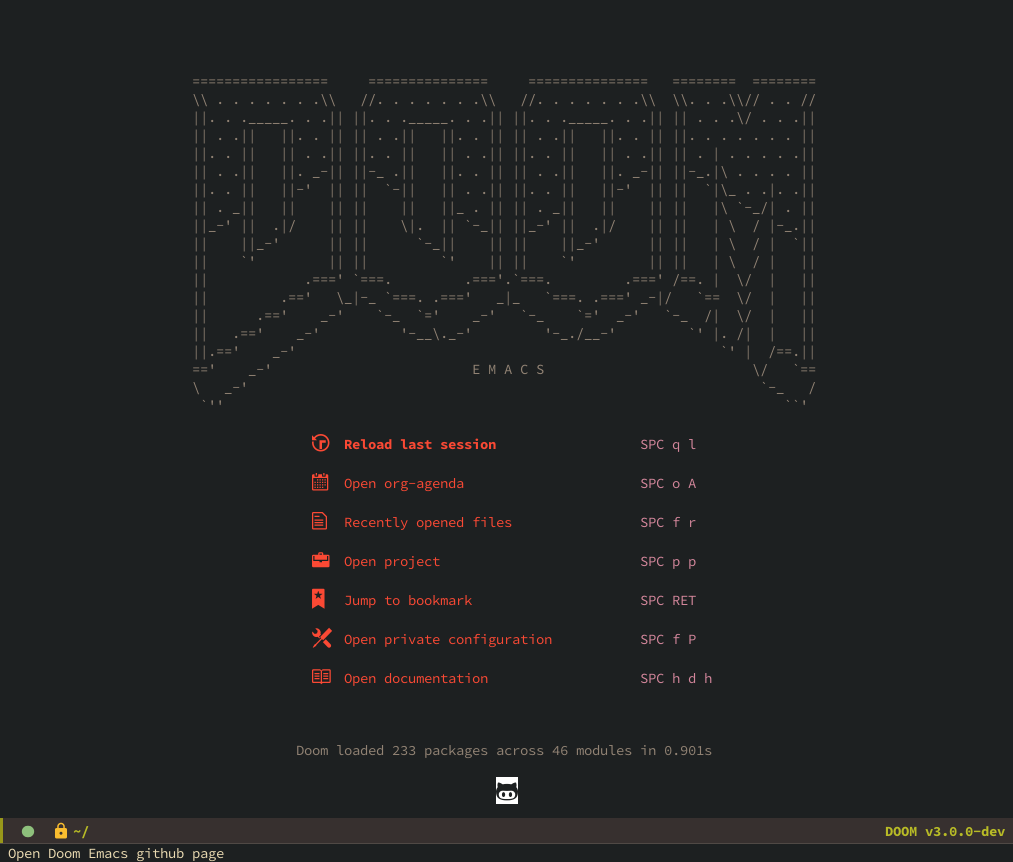 E M A C S
Reload last session SPC q l
Open org-agenda SPC o A
Recently opened files SPC f r
Open project SPC p p
Jump to bookmark SPC RET
Open private configuration SPC f P
Open documentation SPC h d h
Doom loaded 233 packages across 46 modules in 0.901s
~/ DOOM v3.0.0-dev
Open Doom Emacs github page